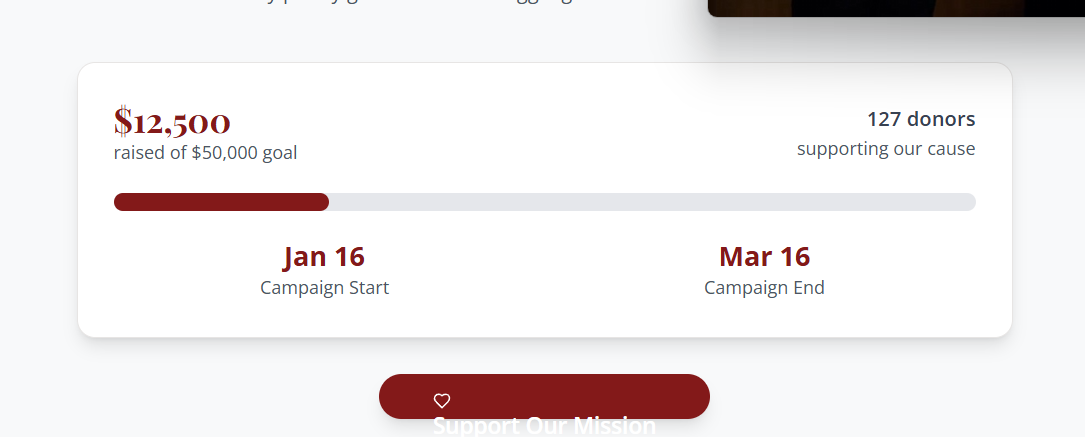 $12,500
raised of $50,000 goal
127 donors
supporting our cause
Jan 16
Campaign Start
Mar 16
Campaign End
Support Our Mission